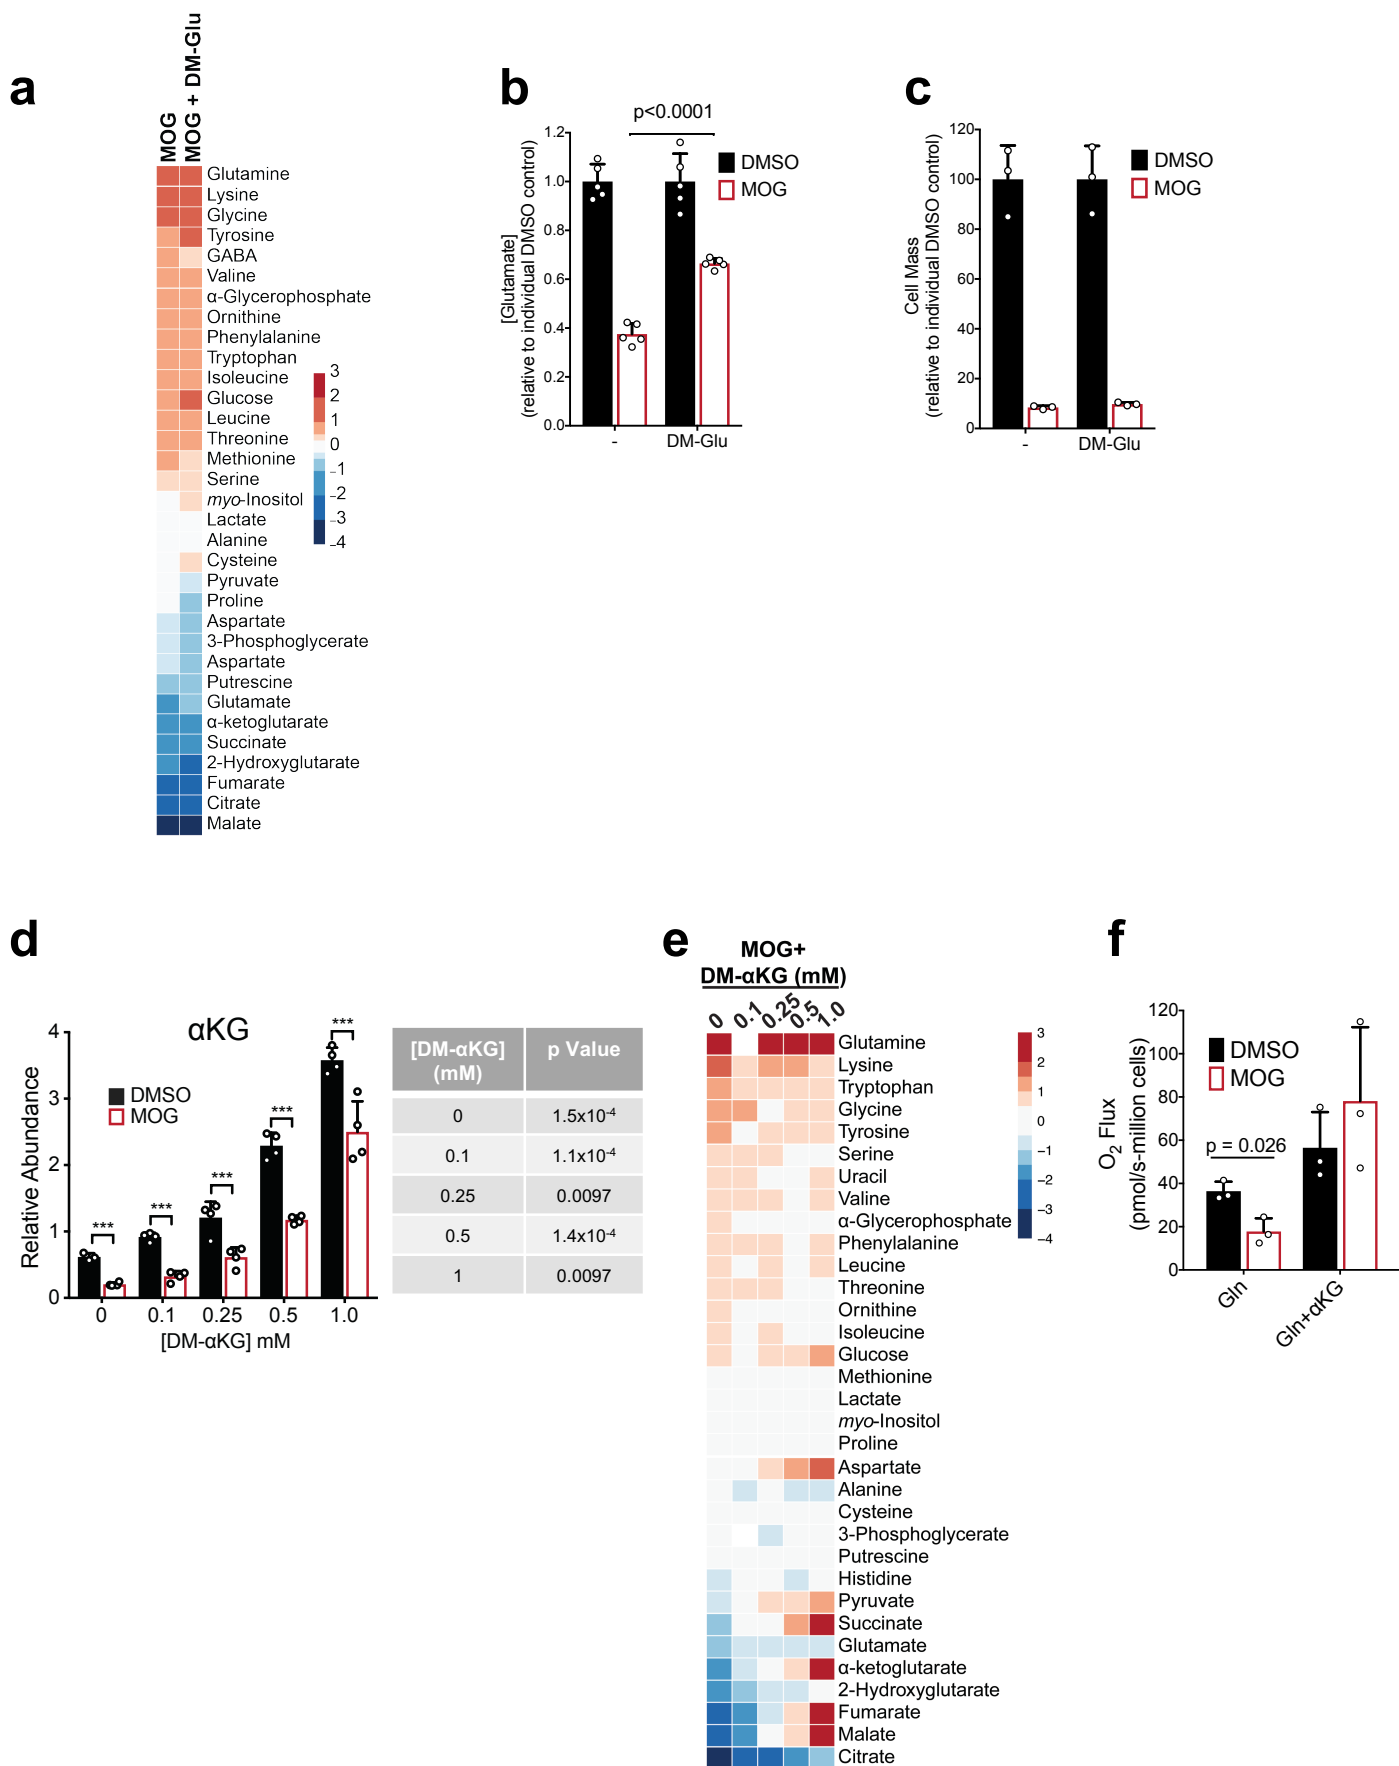 a
MOG
MOG + DM-Glu
Glutamine
Lysine
Glycine
Tyrosine
GABA
Valine
α-Glycerophosphate
Ornithine
Phenylalanine
Tryptophan
Isoleucine
Glucose
Leucine
Threonine
Methionine
Serine
myo-Inositol
Lactate
Alanine
Cysteine
Pyruvate
Proline
Aspartate
3-Phosphoglycerate
Aspartate
Putrescine
Glutamate
α-ketoglutarate
Succinate
2-Hydroxyglutarate
Fumarate
Citrate
Malate
3
2
1
0
-1
-2
-3
-4
b
p<0.0001
[Glutamate]
(relative to individual DMSO control)
1.2
1.0
0.8
0.6
0.4
0.2
0.0
- DM-Glu
DMSO
MOG
c
Cell Mass
(relative to individual DMSO control)
120
100
80
60
40
20
0
- DM-Glu
DMSO
MOG
d
αKG
Relative Abundance
4
3
2
1
0
DMSO
MOG
***
***
***
***
***
0 0.1 0.25 0.5 1.0
[DM-αKG] mM
[DM-αKG] p Value
(mM)
0 1.5x10-4
0.1 1.1x10-4
0.25 0.0097
0.5 1.4x10-4
1 0.0097
e
MOG+
DM-αKG (mM)
0 0.1 0.25 0.5 1.0
Glutamine
Lysine
Tryptophan
Glycine
Tyrosine
Serine
Uracil
Valine
α-Glycerophosphate
Phenylalanine
Leucine
Threonine
Ornithine
Isoleucine
Glucose
Methionine
Lactate
myo-Inositol
Proline
Aspartate
Alanine
Cysteine
3-Phosphoglycerate
Putrescine
Histidine
Pyruvate
Succinate
Glutamate
α-ketoglutarate
2-Hydroxyglutarate
Fumarate
Malate
Citrate
3
2
1
0
−1
−2
−3
−4
f
O2 Flux
(pmol/s-million cells)
120
100
80
60
40
20
0
DMSO
MOG
p = 0.026
Gln
Gln+αKG